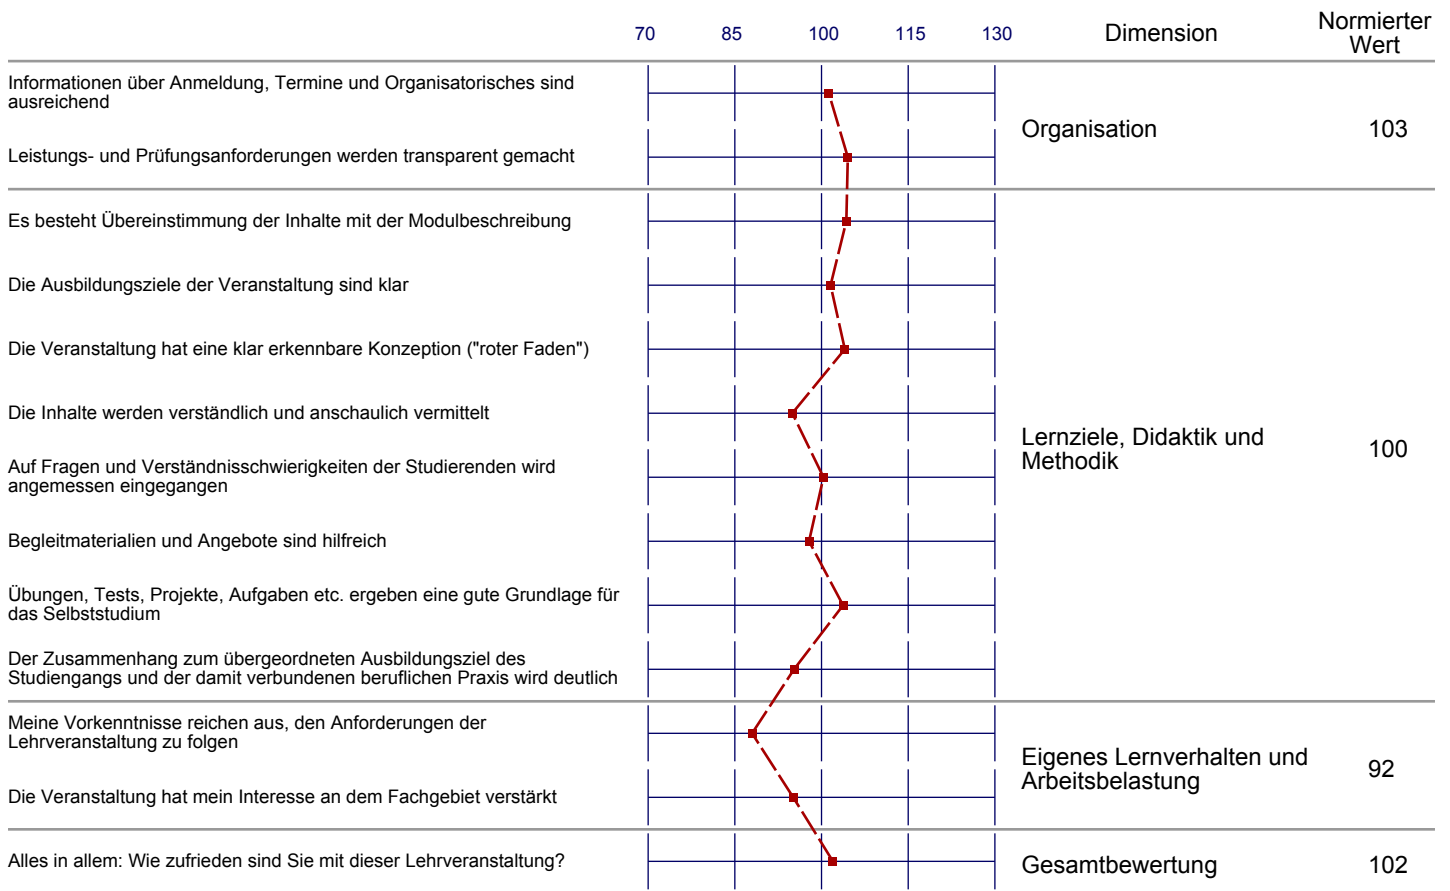 70 85 100 115 130 Dimension Normierter
Wert
Informationen über Anmeldung, Termine und Organisatorisches sind
ausreichend
Organisation 103
Leistungs- und Prüfungsanforderungen werden transparent gemacht
Es besteht Übereinstimmung der Inhalte mit der Modulbeschreibung
Die Ausbildungsziele der Veranstaltung sind klar
Die Veranstaltung hat eine klar erkennbare Konzeption ("roter Faden")
Die Inhalte werden verständlich und anschaulich vermittelt
Lernziele, Didaktik und
Methodik 100
Auf Fragen und Verständnisschwierigkeiten der Studierenden wird
angemessen eingegangen
Begleitmaterialien und Angebote sind hilfreich
Übungen, Tests, Projekte, Aufgaben etc. ergeben eine gute Grundlage für
das Selbststudium
Der Zusammenhang zum übergeordneten Ausbildungsziel des
Studiengangs und der damit verbundenen beruflichen Praxis wird deutlich
Meine Vorkenntnisse reichen aus, den Anforderungen der
Lehrveranstaltung zu folgen
Eigenes Lernverhalten und
Arbeitsbelastung 92
Die Veranstaltung hat mein Interesse an dem Fachgebiet verstärkt
Alles in allem: Wie zufrieden sind Sie mit dieser Lehrveranstaltung?
Gesamtbewertung 102